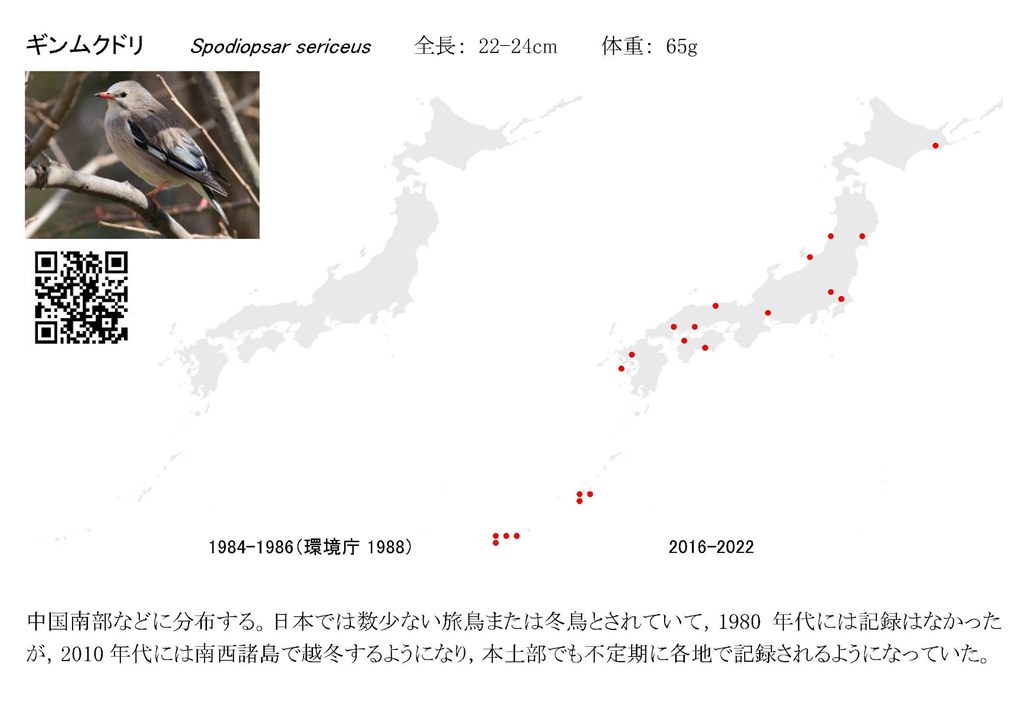 ギンムクドリ Spodiopsar sericeus 全長: 22-24cm 体重: 65g
1984-1986(環境庁 1988) 2016-2022
中国南部などに分布する。日本では数少ない旅鳥または冬鳥とされていて, 1980 年代には記録はなかった
が, 2010 年代には南西諸島で越冬するようになり, 本土部でも不定期に各地で記録されるようになっていた。